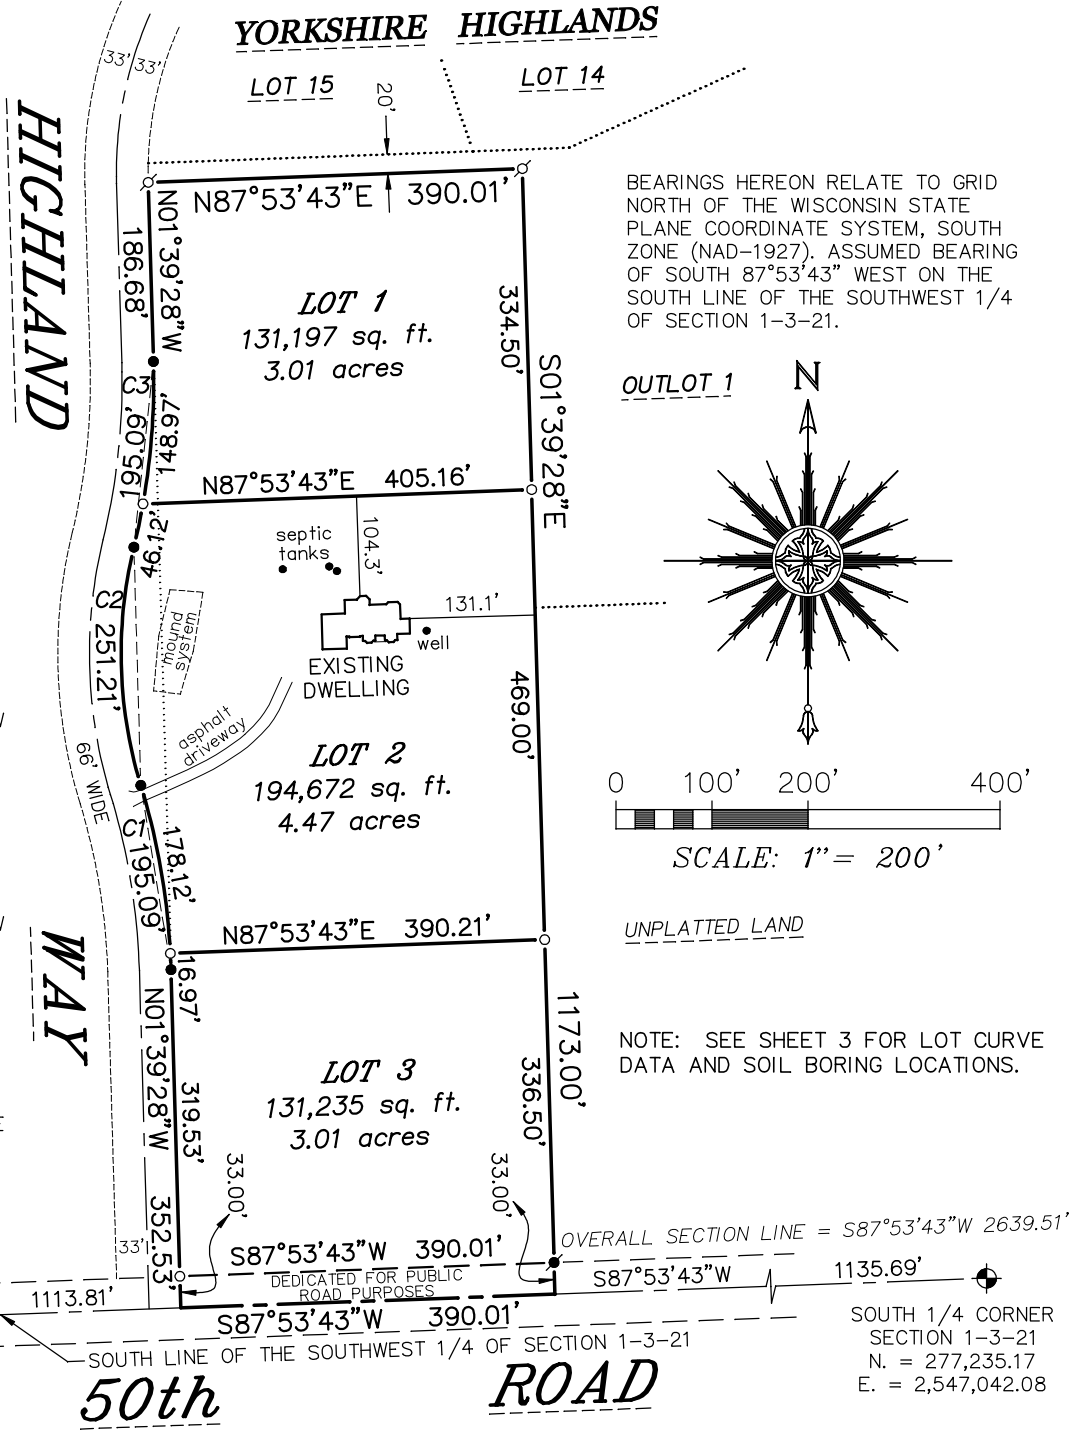 YORKSHIRE HIGHLANDS
LOT 15
LOT 14
33' 33'
20'
HIGHLAND
WAY
N87°53'43"E 390.01'
N01°39'28"W
186.68'
LOT 1
131,197 sq. ft.
3.01 acres
334.50'
S01°39'28"E
1173.00'
BEARINGS HEREON RELATE TO GRID
NORTH OF THE WISCONSIN STATE
PLANE COORDINATE SYSTEM, SOUTH
ZONE (NAD-1927). ASSUMED BEARING
OF SOUTH 87°53'43" WEST ON THE
SOUTH LINE OF THE SOUTHWEST 1/4
OF SECTION 1-3-21.
OUTLOT 1
N
C3
195.09'
148.97'
N87°53'43"E 405.16'
46.12'
septic
tanks
104.3'
131.1'
well
EXISTING
DWELLING
mound
system
C2
251.21'
asphalt
driveway
66' WIDE
LOT 2
194,672 sq. ft.
4.47 acres
469.00'
0 100' 200' 400'
SCALE: 1" = 200'
C1
195.09'
178.12'
N87°53'43"E 390.21'
UNPLATTED LAND
16.97'
N01°39'28"W
352.53'
319.53'
LOT 3
131,235 sq. ft.
3.01 acres
336.50'
NOTE: SEE SHEET 3 FOR LOT CURVE
DATA AND SOIL BORING LOCATIONS.
33.00'
33.00'
33'
OVERALL SECTION LINE = S87°53'43"W 2639.51'
S87°53'43"W 390.01'
DEDICATED FOR PUBLIC
ROAD PURPOSES
S87°53'43"W 1135.69'
1113.81'
S87°53'43"W 390.01'
SOUTH LINE OF THE SOUTHWEST 1/4 OF SECTION 1-3-21
SOUTH 1/4 CORNER
SECTION 1-3-21
N. = 277,235.17
E. = 2,547,042.08
50th ROAD